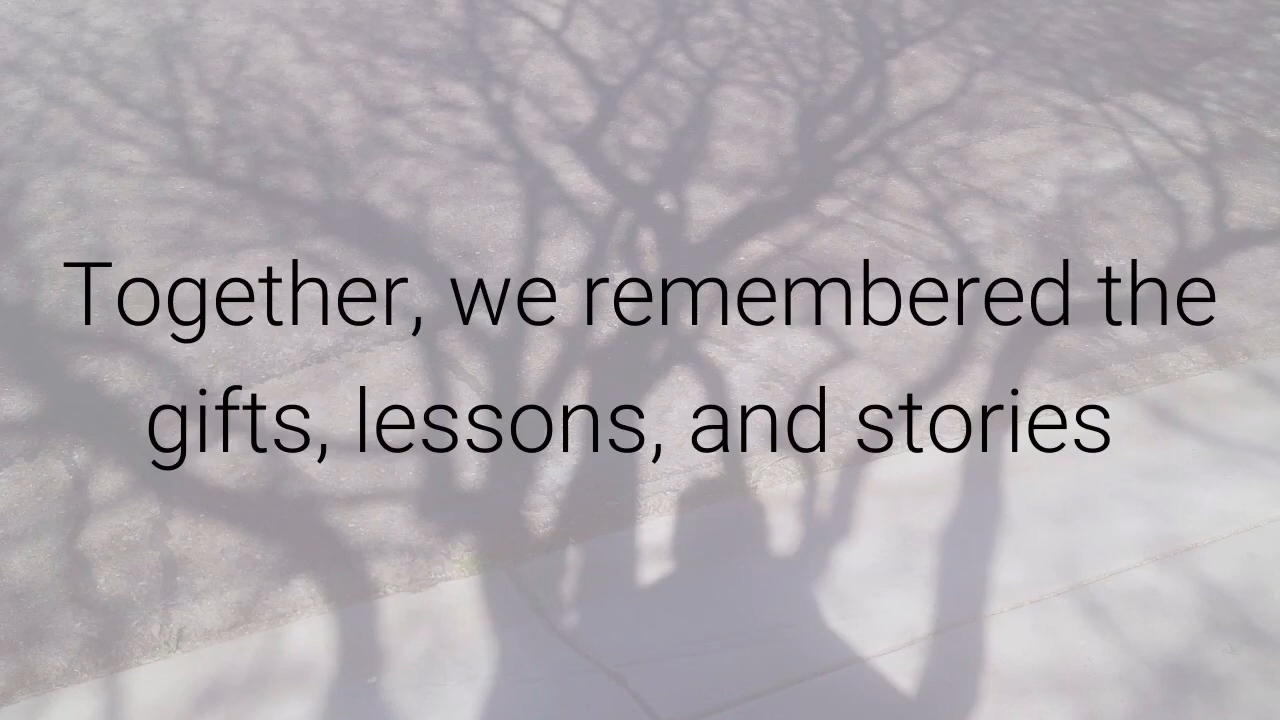 Together, we remembered the
gifts, lessons, and stories